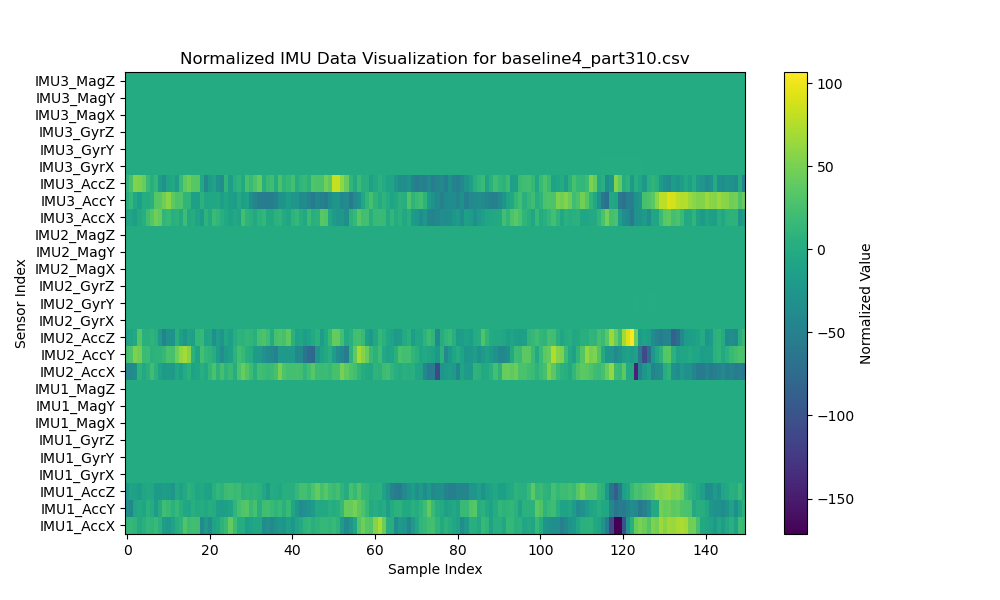 Normalized IMU Data Visualization for baseline4_part310.csv
IMU3_MagZ
IMU3_MagY
IMU3_MagX
IMU3_GyrZ
IMU3_GyrY
IMU3_GyrX
IMU3_AccZ
IMU3_AccY
IMU3_AccX
IMU2_MagZ
IMU2_MagY
IMU2_MagX
IMU2_GyrZ
IMU2_GyrY
IMU2_GyrX
IMU2_AccZ
IMU2_AccY
IMU2_AccX
IMU1_MagZ
IMU1_MagY
IMU1_MagX
IMU1_GyrZ
IMU1_GyrY
IMU1_GyrX
IMU1_AccZ
IMU1_AccY
IMU1_AccX
Sensor Index
0 20 40 60 80 100 120 140
Sample Index
100
50
0
−50
−100
−150
Normalized Value